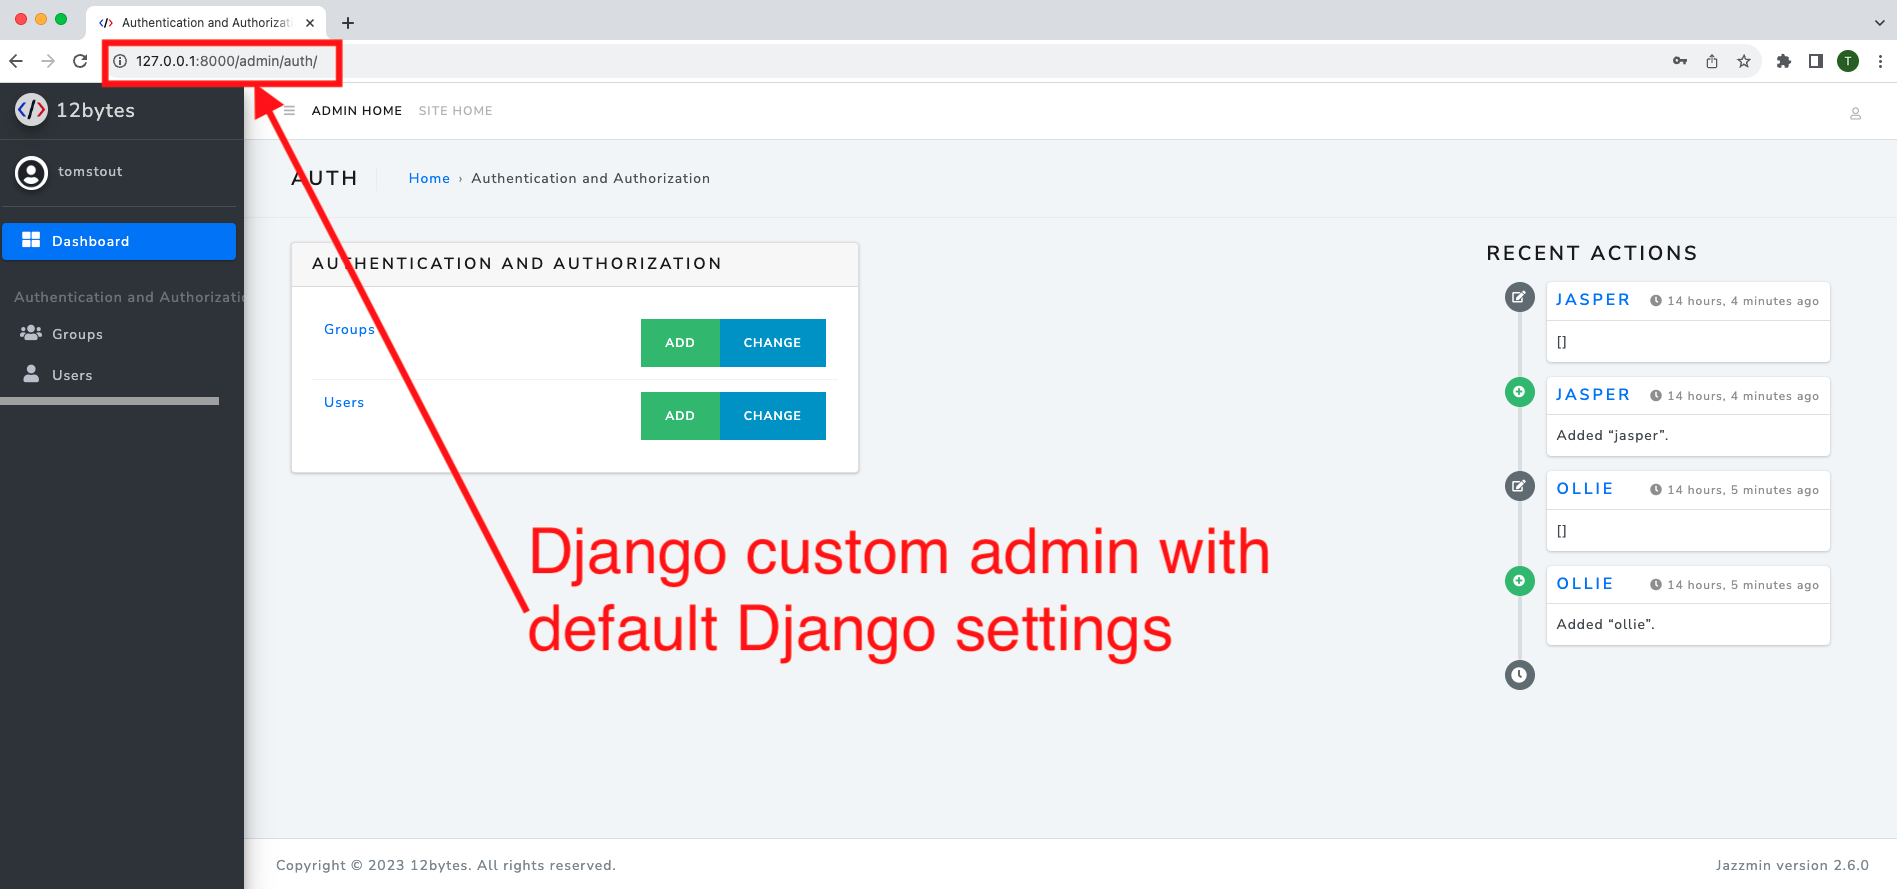 Authentication and Authorizati
127.0.0.1:8000/admin/auth/
T
12bytes
ADMIN HOME SITE HOME
tomstout
AUTH
Home › Authentication and Authorization
Dashboard
Authentication and Authorizatio
Groups
Users
AUTHENTICATION AND AUTHORIZATION
Groups ADD CHANGE
Users ADD CHANGE
RECENT ACTIONS
JASPER 14 hours, 4 minutes ago
[]
JASPER 14 hours, 4 minutes ago
Added “jasper”.
OLLIE 14 hours, 5 minutes ago
[]
OLLIE 14 hours, 5 minutes ago
Added “ollie”.
Django custom admin with
default Django settings
Copyright © 2023 12bytes. All rights reserved.
Jazzmin version 2.6.0